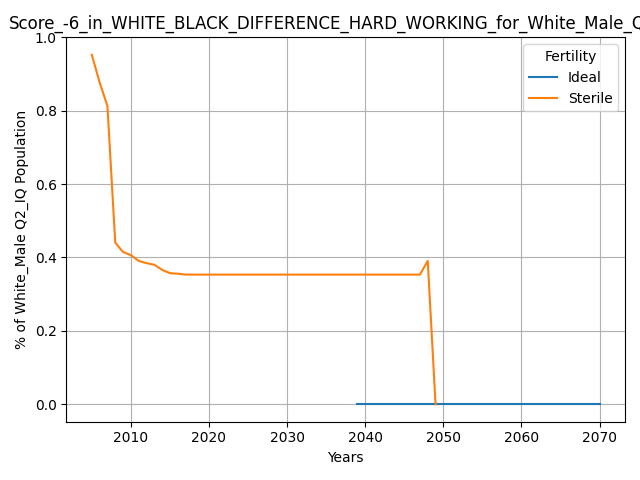 Score_-6_in_WHITE_BLACK_DIFFERENCE_HARD_WORKING_for_White_Male_Q
1.0
0.8
0.6
0.4
0.2
0.0
% of White_Male Q2_IQ Population
Fertility
Ideal
Sterile
2010 2020 2030 2040 2050 2060 2070
Years